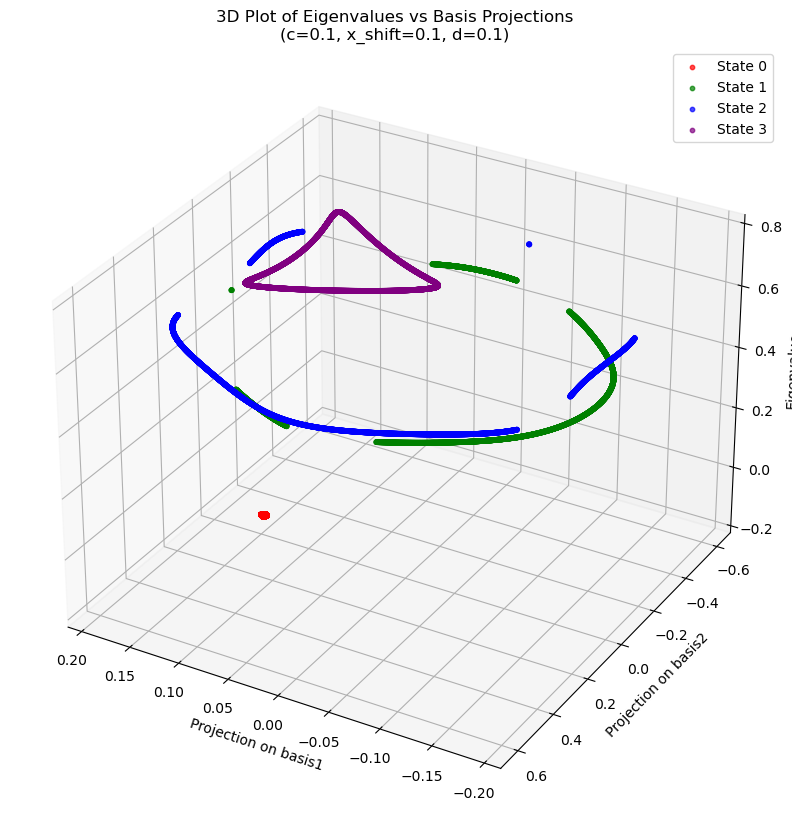 3D Plot of Eigenvalues vs Basis Projections
(c=0.1, x_shift=0.1, d=0.1)
State 0
State 1
State 2
State 3
0.8
0.6
0.4
0.2
0.0
−0.2
−0.6
−0.4
−0.2
0.0
0.2
0.4
0.6
Projection on basis2
0.20
0.15
0.10
0.05
0.00
−0.05
−0.10
−0.15
−0.20
Projection on basis1